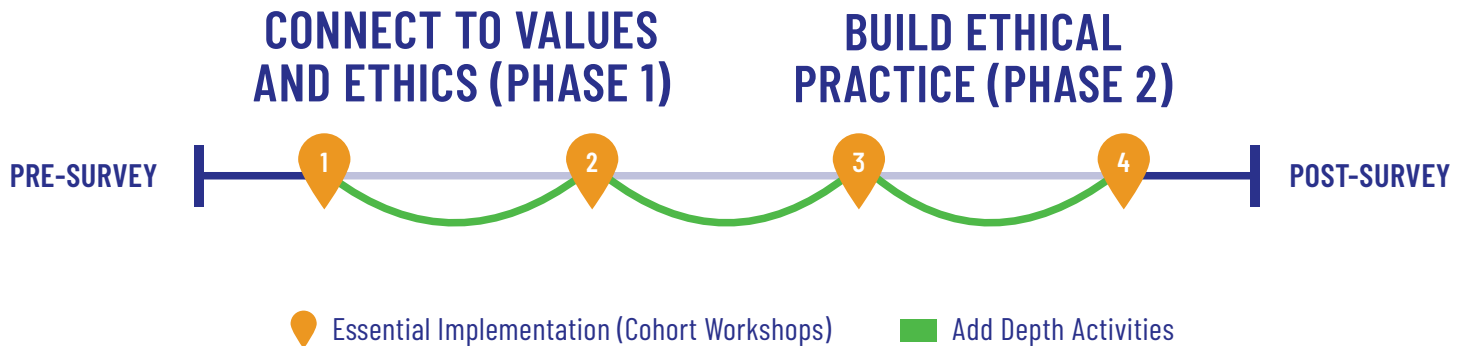 CONNECT TO VALUES
AND ETHICS (PHASE 1)
BUILD ETHICAL
PRACTICE (PHASE 2)
PRE-SURVEY
1
2
3
4
POST-SURVEY
Essential Implementation (Cohort Workshops)
Add Depth Activities